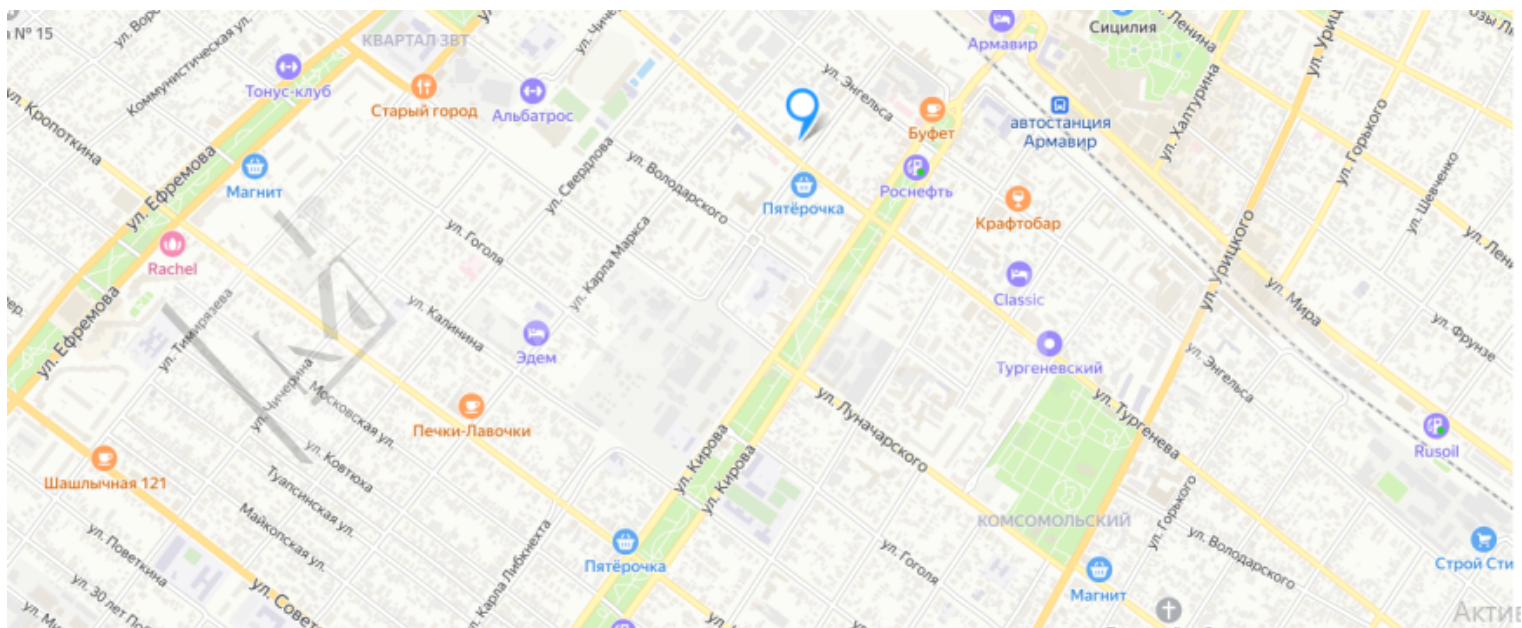 № 15
КВАРТАЛ ЗВТ
Коммунистическая ул.
Тонус-клуб
Старый город
Альбатрос
ул. Энгельса
Армавир
Сицилия
ул. Ленина
Буфет
автостанция
Армавир
ул. Халтурина
ул. Горького
ул. Кропоткина
ул. Ефремова
Магнит
ул. Свердлова
ул. Володарского
Пятёрочка
Роснефть
Крафтобар
ул. Шевченко
Rachel
ул. Гоголя
ул. Карла Маркса
Classic
ул. Урицкого
ул. Мира
ул. Фрунзе
ул. Ефремова
ул. Тимирязева
ул. Калинина
Эдем
Тургеневский
ул. Энгельса
ул. Чичерина
Московская ул.
Печки-Лавочки
ул. Луначарского
ул. Тургенева
Rusoil
Шашлычная 121
ул. Ковтюха
Туапсинская ул.
Майкопская ул.
ул. Кирова
ул. Кирова
КОМСОМОЛЬСКИЙ
ул. Горького
ул. Володарского
Строй Сти
ул. Поветкина
Пятёрочка
ул. Карла Либкнехта
ул. Гоголя
Магнит
ул. 30 лет По
ул. Совет
Актив